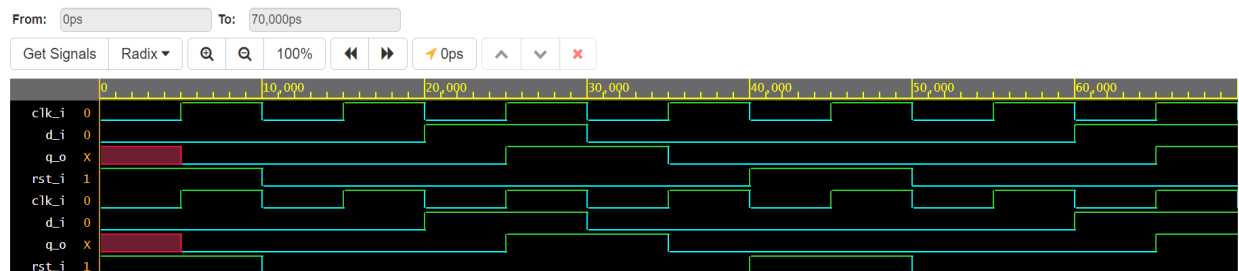 From: 0ps To: 70,000ps
Get Signals Radix 100% 0ps
0 10,000 20,000 30,000 40,000 50,000 60,000
clk_i 0
d_i 0
q_o X
rst_i 1
clk_i 0
d_i 0
q_o X
rst_i 1